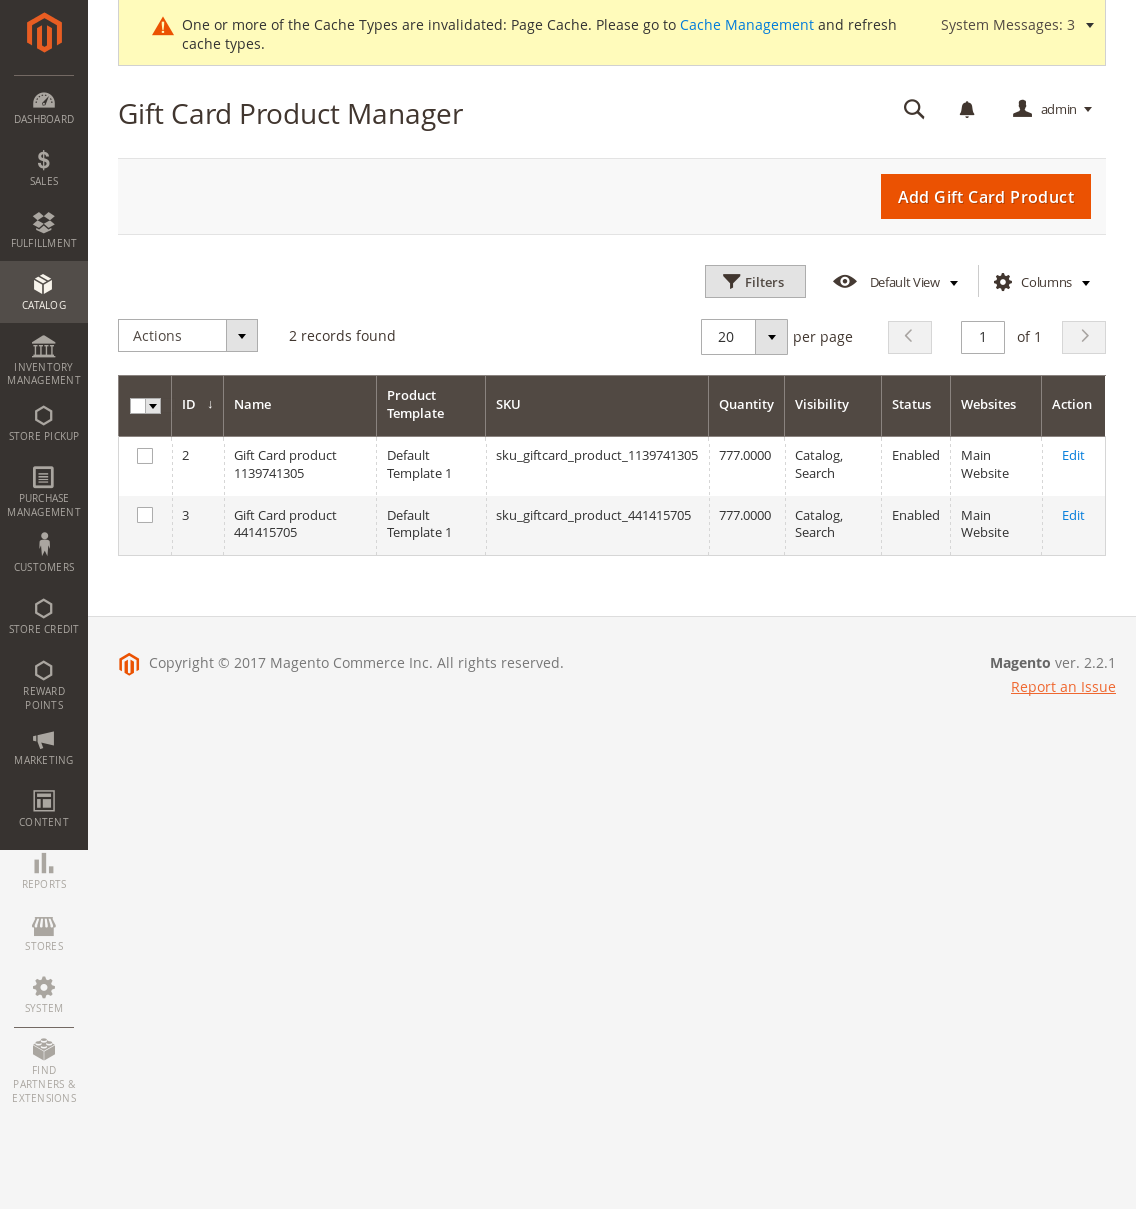 One or more of the Cache Types are invalidated: Page Cache. Please go to Cache Management and refresh
cache types.
System Messages: 3
Gift Card Product Manager
admin
Add Gift Card Product
Filters
Default View
Columns
Actions
2 records found
20
per page
1
of 1
ID ↓ Name Product Template SKU Quantity Visibility Status Websites Action
2 Gift Card product 1139741305 Default Template 1 sku_giftcard_product_1139741305 777.0000 Catalog, Search Enabled Main Website Edit
3 Gift Card product 441415705 Default Template 1 sku_giftcard_product_441415705 777.0000 Catalog, Search Enabled Main Website Edit
Copyright © 2017 Magento Commerce Inc. All rights reserved.
Magento ver. 2.2.1
Report an Issue
DASHBOARD
$
SALES
FULFILLMENT
CATALOG
INVENTORY
MANAGEMENT
STORE PICKUP
PURCHASE
MANAGEMENT
CUSTOMERS
STORE CREDIT
REWARD
POINTS
MARKETING
CONTENT
REPORTS
STORES
SYSTEM
FIND
PARTNERS &
EXTENSIONS